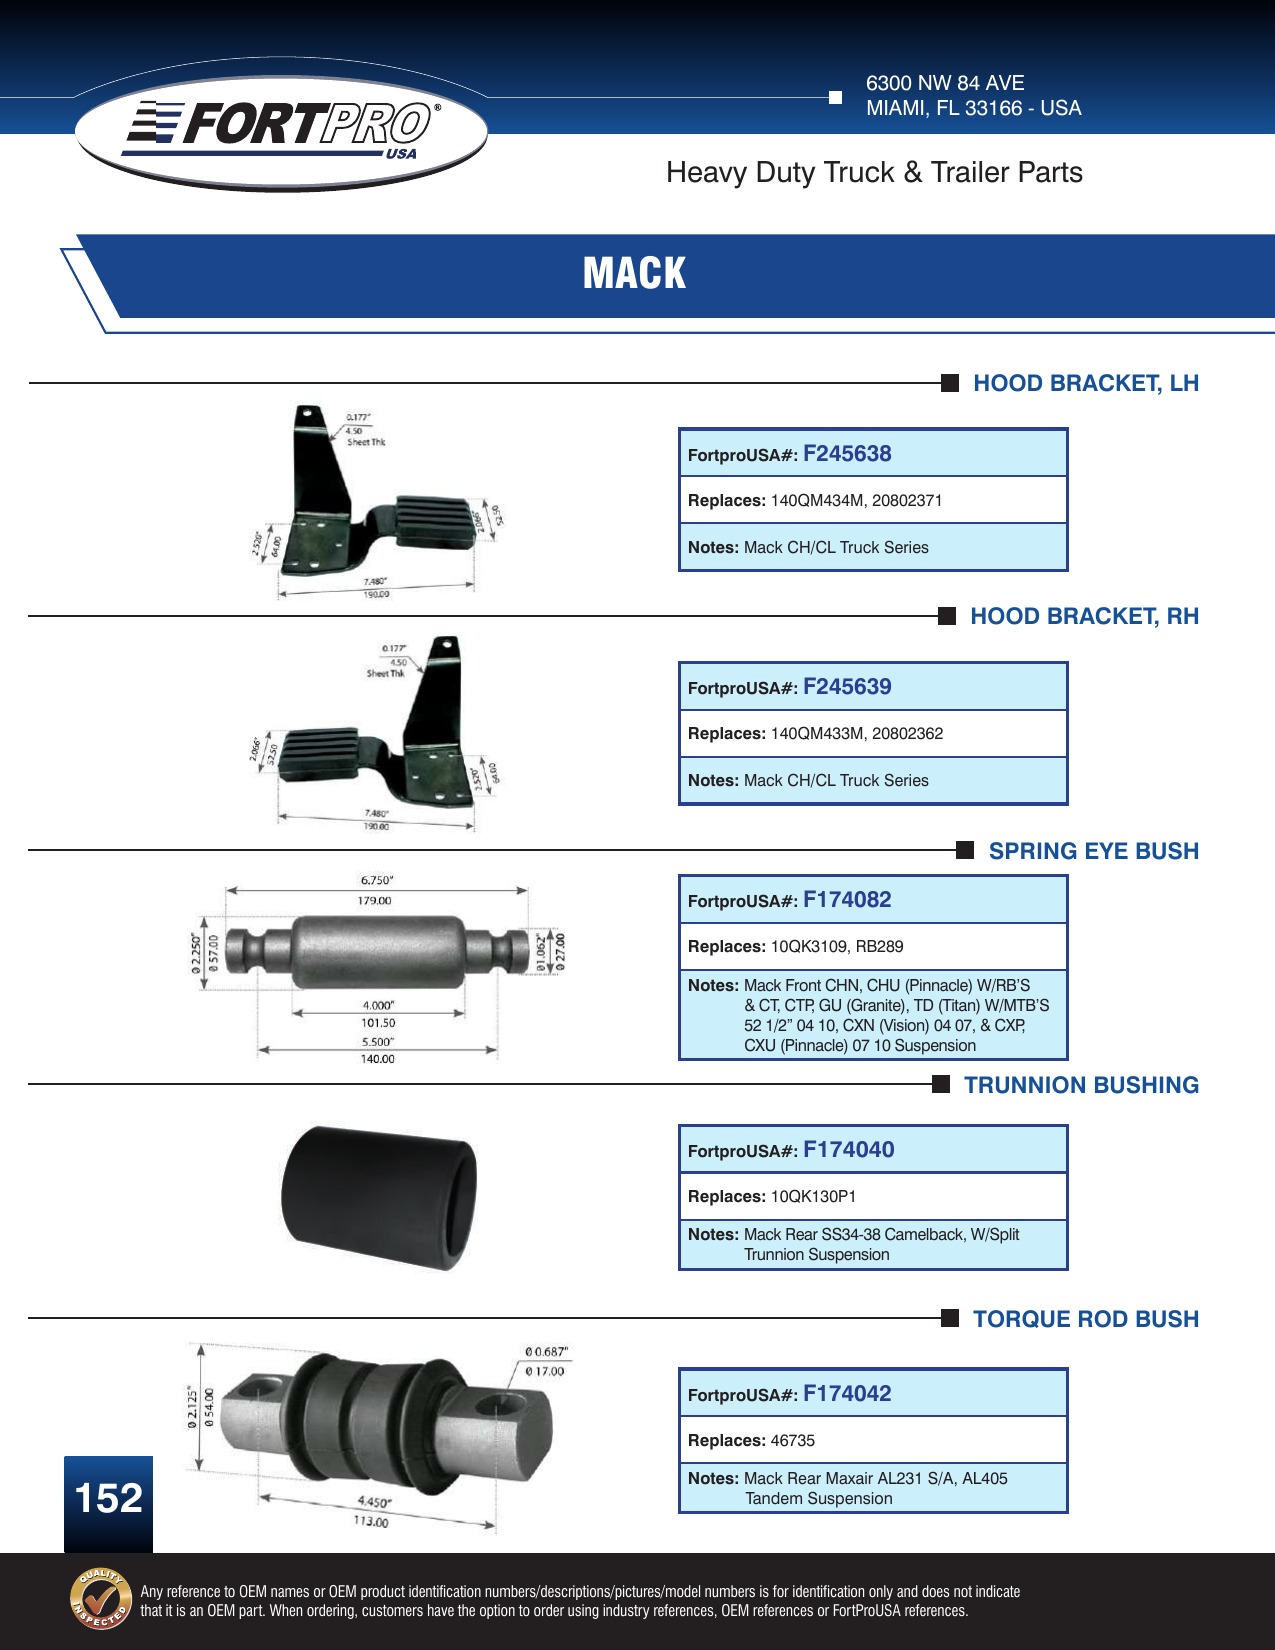 6300 NW 84 AVE
MIAMI, FL 33166 - USA
FORTPRO®
USA
Heavy Duty Truck & Trailer Parts
MACK
HOOD BRACKET, LH
0.177"
4.50
Sheet Thk
2.520"
64.00
2.066"
52.50
7.480"
190.00
FortproUSA#: F245638
Replaces: 140QM434M, 20802371
Notes: Mack CH/CL Truck Series
HOOD BRACKET, RH
0.177"
4.50
Sheet Thk
2.066"
52.50
2.520"
64.00
7.480"
190.00
FortproUSA#: F245639
Replaces: 140QM433M, 20802362
Notes: Mack CH/CL Truck Series
SPRING EYE BUSH
6.750"
179.00
Ø 2.250"
Ø 57.00
Ø1.062"
Ø 27.00
4.000"
101.50
5.500"
140.00
FortproUSA#: F174082
Replaces: 10QK3109, RB289
Notes: Mack Front CHN, CHU (Pinnacle) W/RB'S
& CT, CTP, GU (Granite), TD (Titan) W/MTB'S
52 1/2” 04 10, CXN (Vision) 04 07, & CXP,
CXU (Pinnacle) 07 10 Suspension
TRUNNION BUSHING
FortproUSA#: F174040
Replaces: 10QK130P1
Notes: Mack Rear SS34-38 Camelback, W/Split
Trunnion Suspension
TORQUE ROD BUSH
Ø 0.687"
Ø 17.00
Ø 2.125"
Ø 54.00
4.450"
113.00
FortproUSA#: F174042
Replaces: 46735
Notes: Mack Rear Maxair AL231 S/A, AL405
Tandem Suspension
152
QUALITY
INSPECTED
Any reference to OEM names or OEM product identification numbers/descriptions/pictures/model numbers is for identification only and does not indicate
that it is an OEM part. When ordering, customers have the option to order using industry references, OEM references or FortProUSA references.